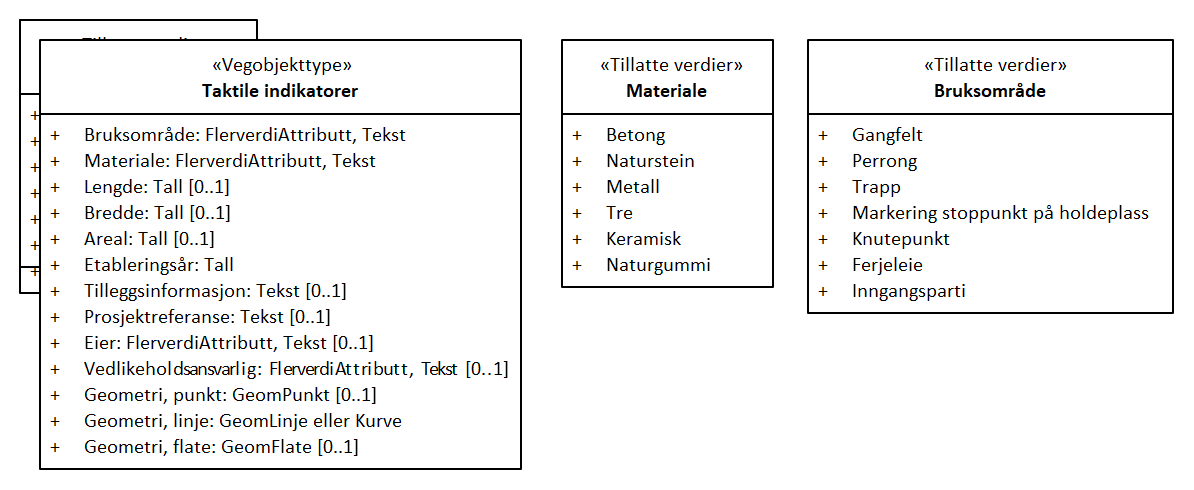 «Vegobjekttype»
Taktile indikatorer
+ Bruksområde: FlerverdiAttributt, Tekst
+ Materiale: FlerverdiAttributt, Tekst
+ Lengde: Tall [0..1]
+ Bredde: Tall [0..1]
+ Areal: Tall [0..1]
+ Etableringsår: Tall
+ Tilleggsinformasjon: Tekst [0..1]
+ Prosjektreferanse: Tekst [0..1]
+ Eier: FlerverdiAttributt, Tekst [0..1]
+ Vedlikeholdsansvarlig: FlerverdiAttributt, Tekst [0..1]
+ Geometri, punkt: GeomPunkt [0..1]
+ Geometri, linje: GeomLinje eller Kurve
+ Geometri, flate: GeomFlate [0..1]
«Tillatte verdier»
Materiale
+ Betong
+ Naturstein
+ Metall
+ Tre
+ Keramisk
+ Naturgummi
«Tillatte verdier»
Bruksområde
+ Gangfelt
+ Perrong
+ Trapp
+ Markering stoppunkt på holdeplass
+ Knutepunkt
+ Ferjeleie
+ Inngangsparti